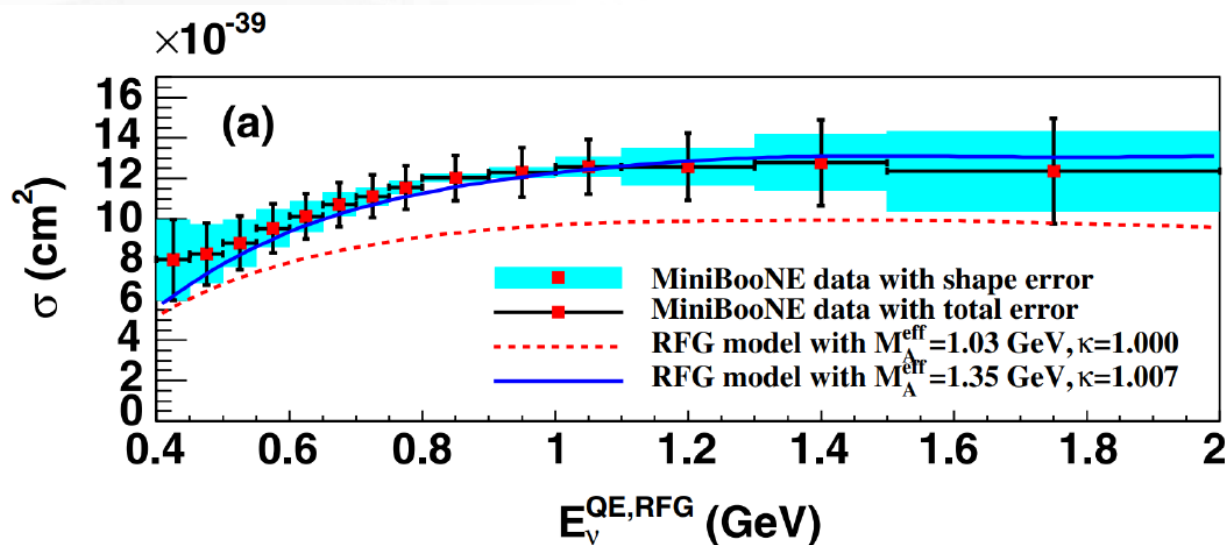 ×10⁻³⁹
(a)
σ (cm²)
16
14
12
10
8
6
4
2
0
MiniBooNE data with shape error
MiniBooNE data with total error
RFG model with M_A^eff=1.03 GeV,κ=1.000
RFG model with M_A^eff=1.35 GeV,κ=1.007
0.4 0.6 0.8 1 1.2 1.4 1.6 1.8 2
E_ν^QE,RFG (GeV)